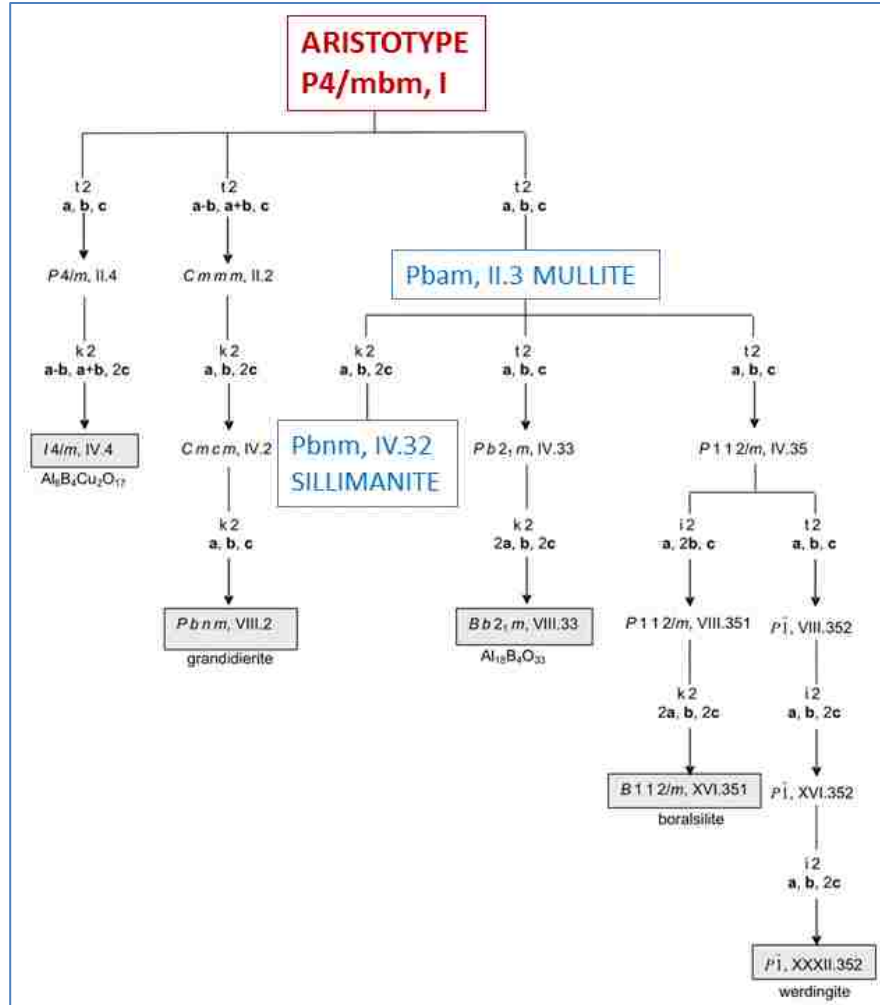 ARISTOTYPE
P4/mbm, I
t2
a, b, c
t2
a-b, a+b, c
t2
a, b, c
P4/m, II.4
Cmmm, II.2
Pbam, II.3 MULLITE
k2
a-b, a+b, 2c
k2
a, b, 2c
k2
a, b, 2c
t2
a, b, c
t2
a, b, c
I4/m, IV.4
Al₆B₄Cu₂O₁₇
Cmcm, IV.2
Pbnm, IV.32
SILLIMANITE
Pb2₁m, IV.33
P112/m, IV.35
k2
a, b, c
k2
2a, b, 2c
i2
a, 2b, c
t2
a, b, c
Pbnm, VIII.2
grandidierite
Bb2₁m, VIII.33
Al₁₈B₄O₃₃
P112/m, VIII.351
P1̄, VIII.352
k2
2a, b, 2c
i2
a, b, 2c
B112/m, XVI.351
boralsilite
P1̄, XVI.352
i2
a, b, 2c
P1̄, XXXII.352
werdingite